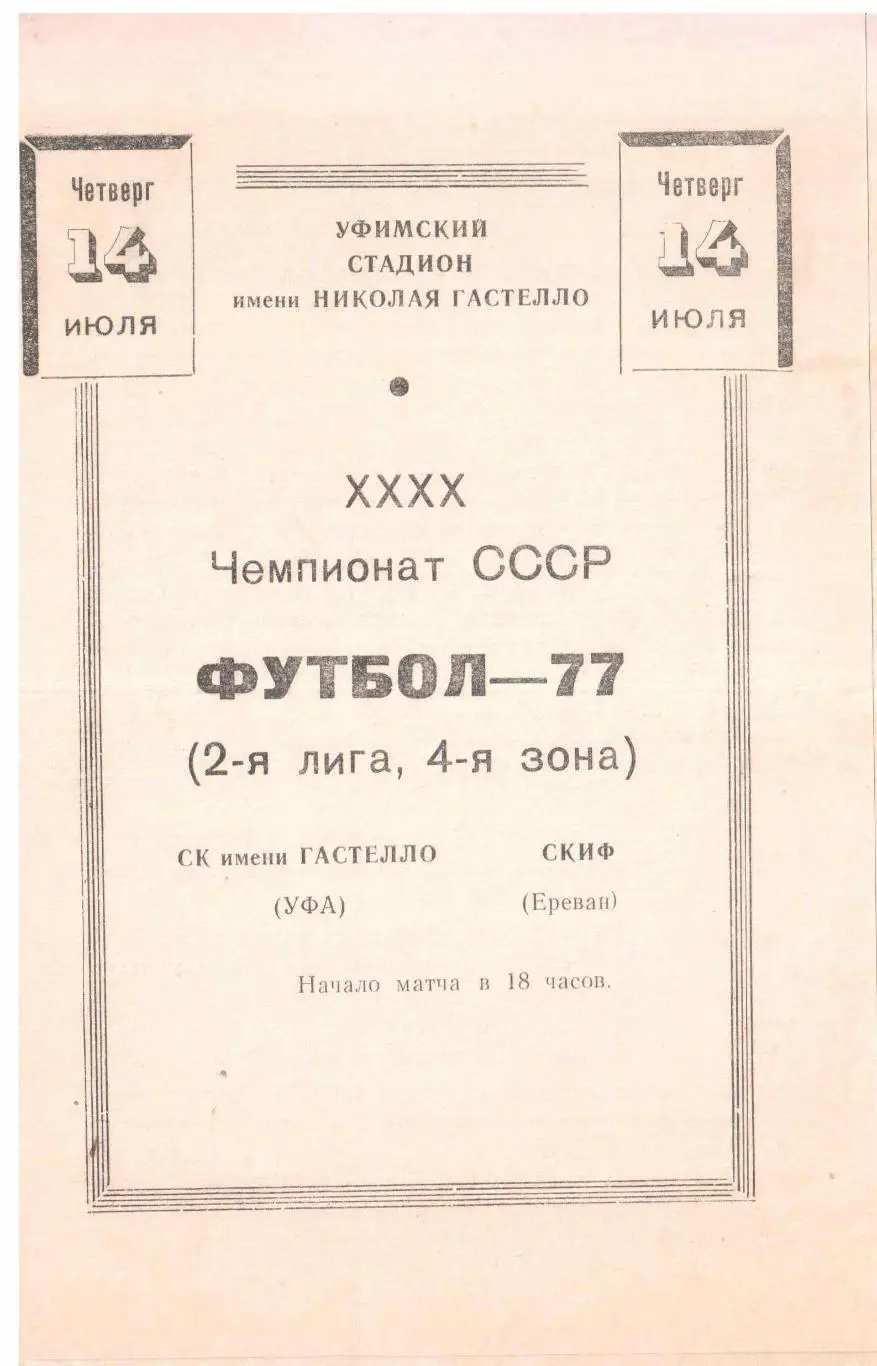 Четверг
14
ИЮЛЯ
Четверг
14
ИЮЛЯ
УФИМСКИЙ
СТАДИОН
имени НИКОЛАЯ ГАСТЕЛЛО
XXXX
Чемпионат СССР
ФУТБОЛ—77
(2-я лига, 4-я зона)
СК имени ГАСТЕЛЛО СКИФ
(УФА) (Ереван)
Начало матча в 18 часов.